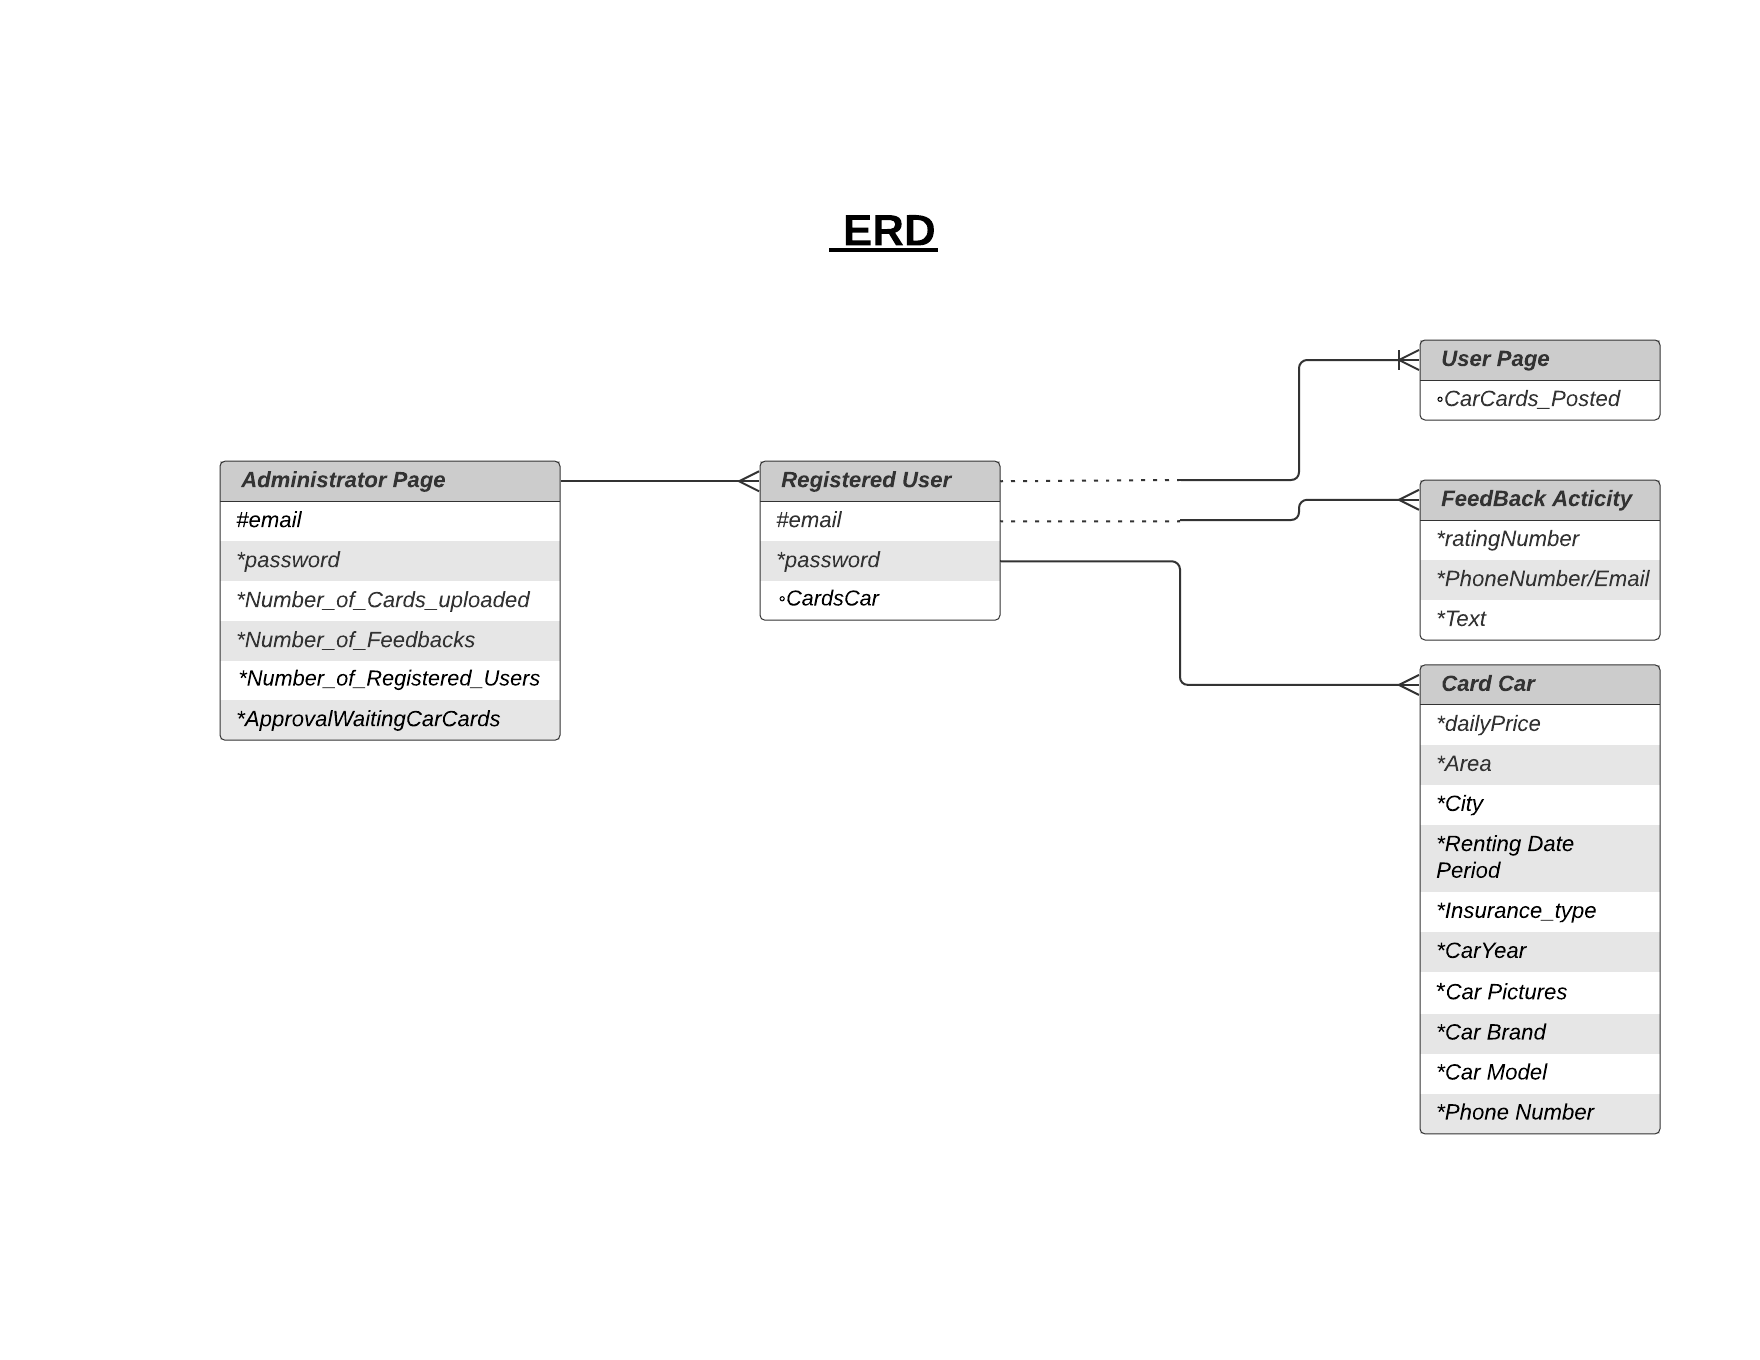 ERD
Administrator Page
#email
*password
*Number_of_Cards_uploaded
*Number_of_Feedbacks
*Number_of_Registered_Users
*ApprovalWaitingCarCards
Registered User
#email
*password
∘CardsCar
User Page
∘CarCards_Posted
FeedBack Acticity
*ratingNumber
*PhoneNumber/Email
*Text
Card Car
*dailyPrice
*Area
*City
*Renting Date
Period
*Insurance_type
*CarYear
*Car Pictures
*Car Brand
*Car Model
*Phone Number